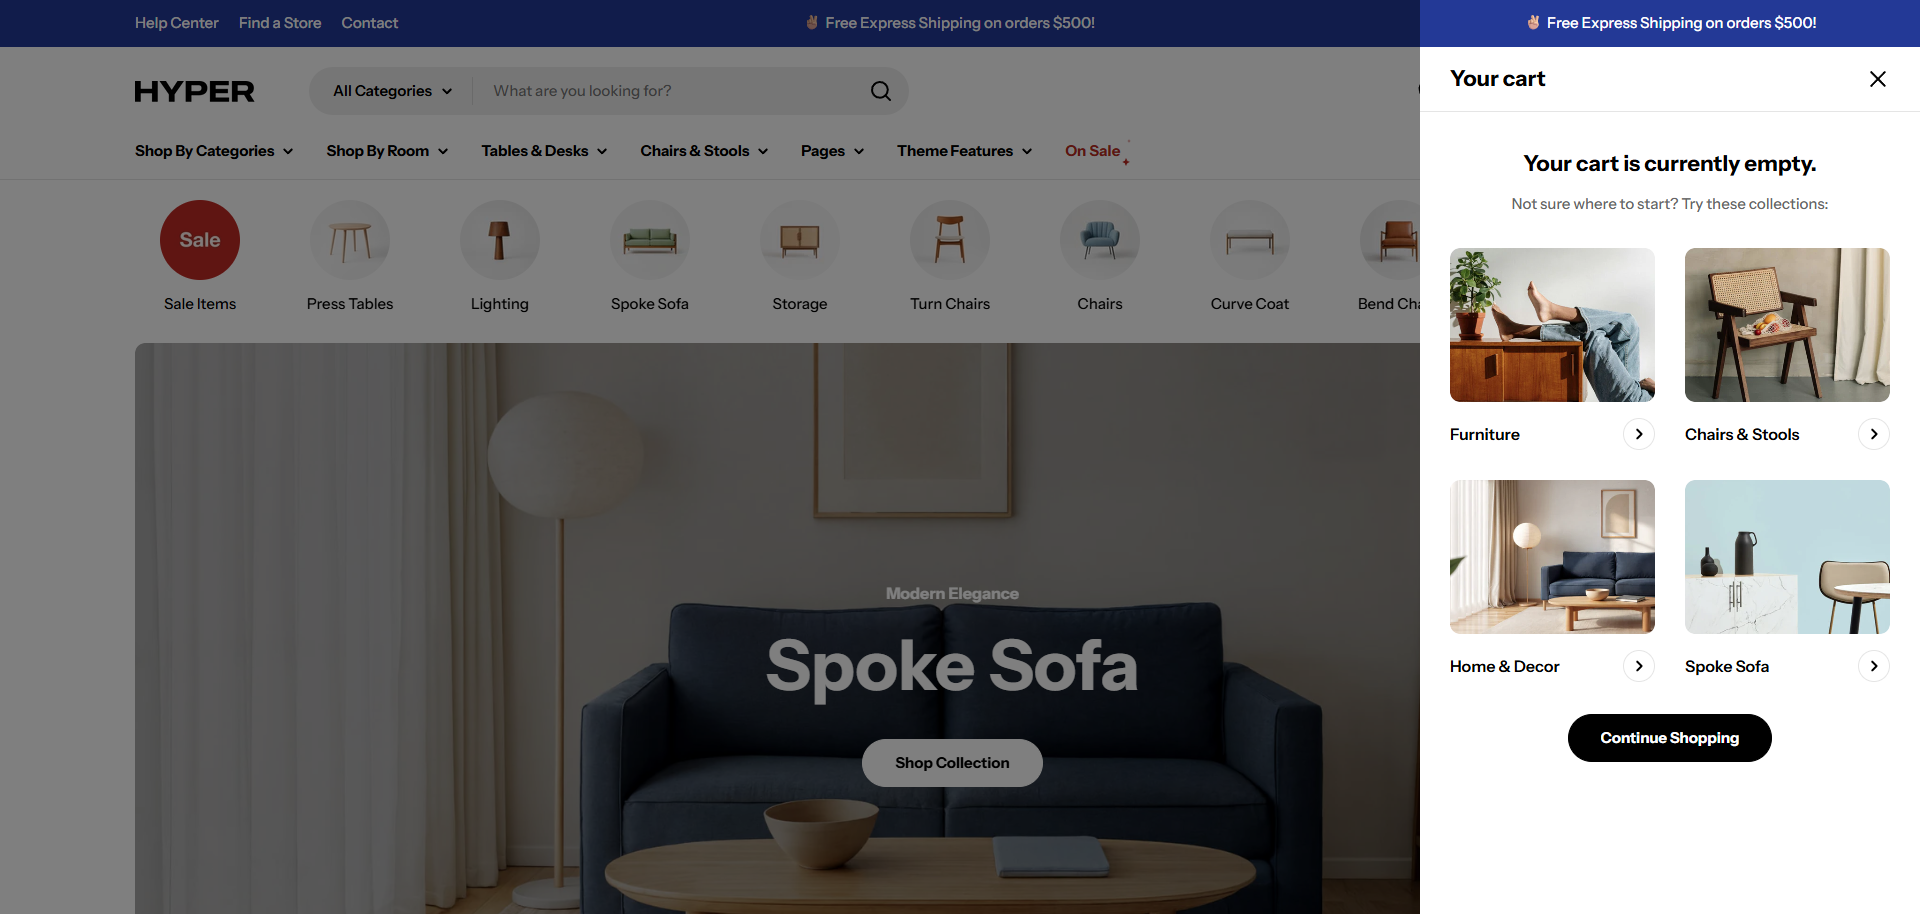 Help Center Find a Store Contact
✌🏽 Free Express Shipping on orders $500!
✌🏼 Free Express Shipping on orders $500!
HYPER
All Categories
What are you looking for?
Shop By Categories Shop By Room Tables & Desks Chairs & Stools Pages Theme Features On Sale
Sale
Sale Items
Press Tables
Lighting
Spoke Sofa
Storage
Turn Chairs
Chairs
Curve Coat
Bend Cha
Modern Elegance
Spoke Sofa
Shop Collection
Your cart
Your cart is currently empty.
Not sure where to start? Try these collections:
Furniture
Chairs & Stools
Home & Decor
Spoke Sofa
Continue Shopping